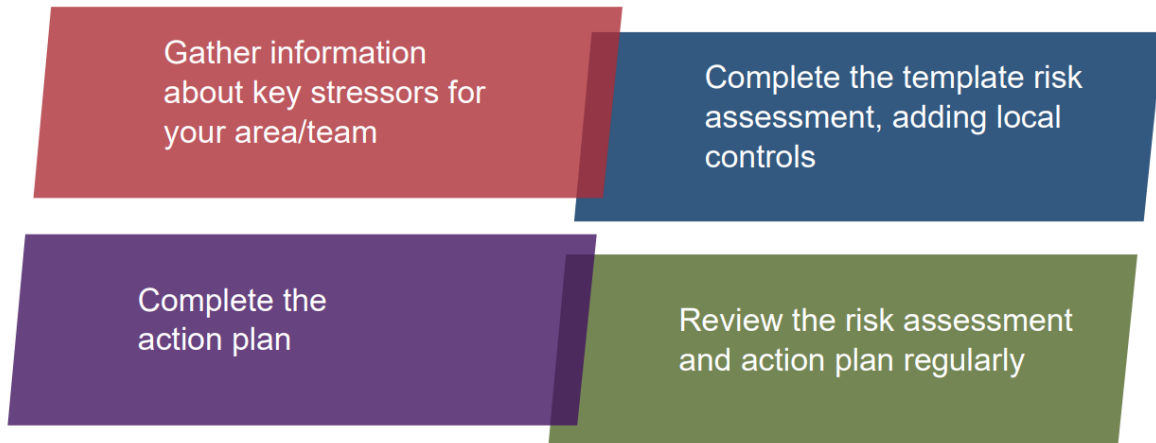 Gather information
about key stressors for
your area/team
Complete the template risk
assessment, adding local
controls
Complete the
action plan
Review the risk assessment
and action plan regularly